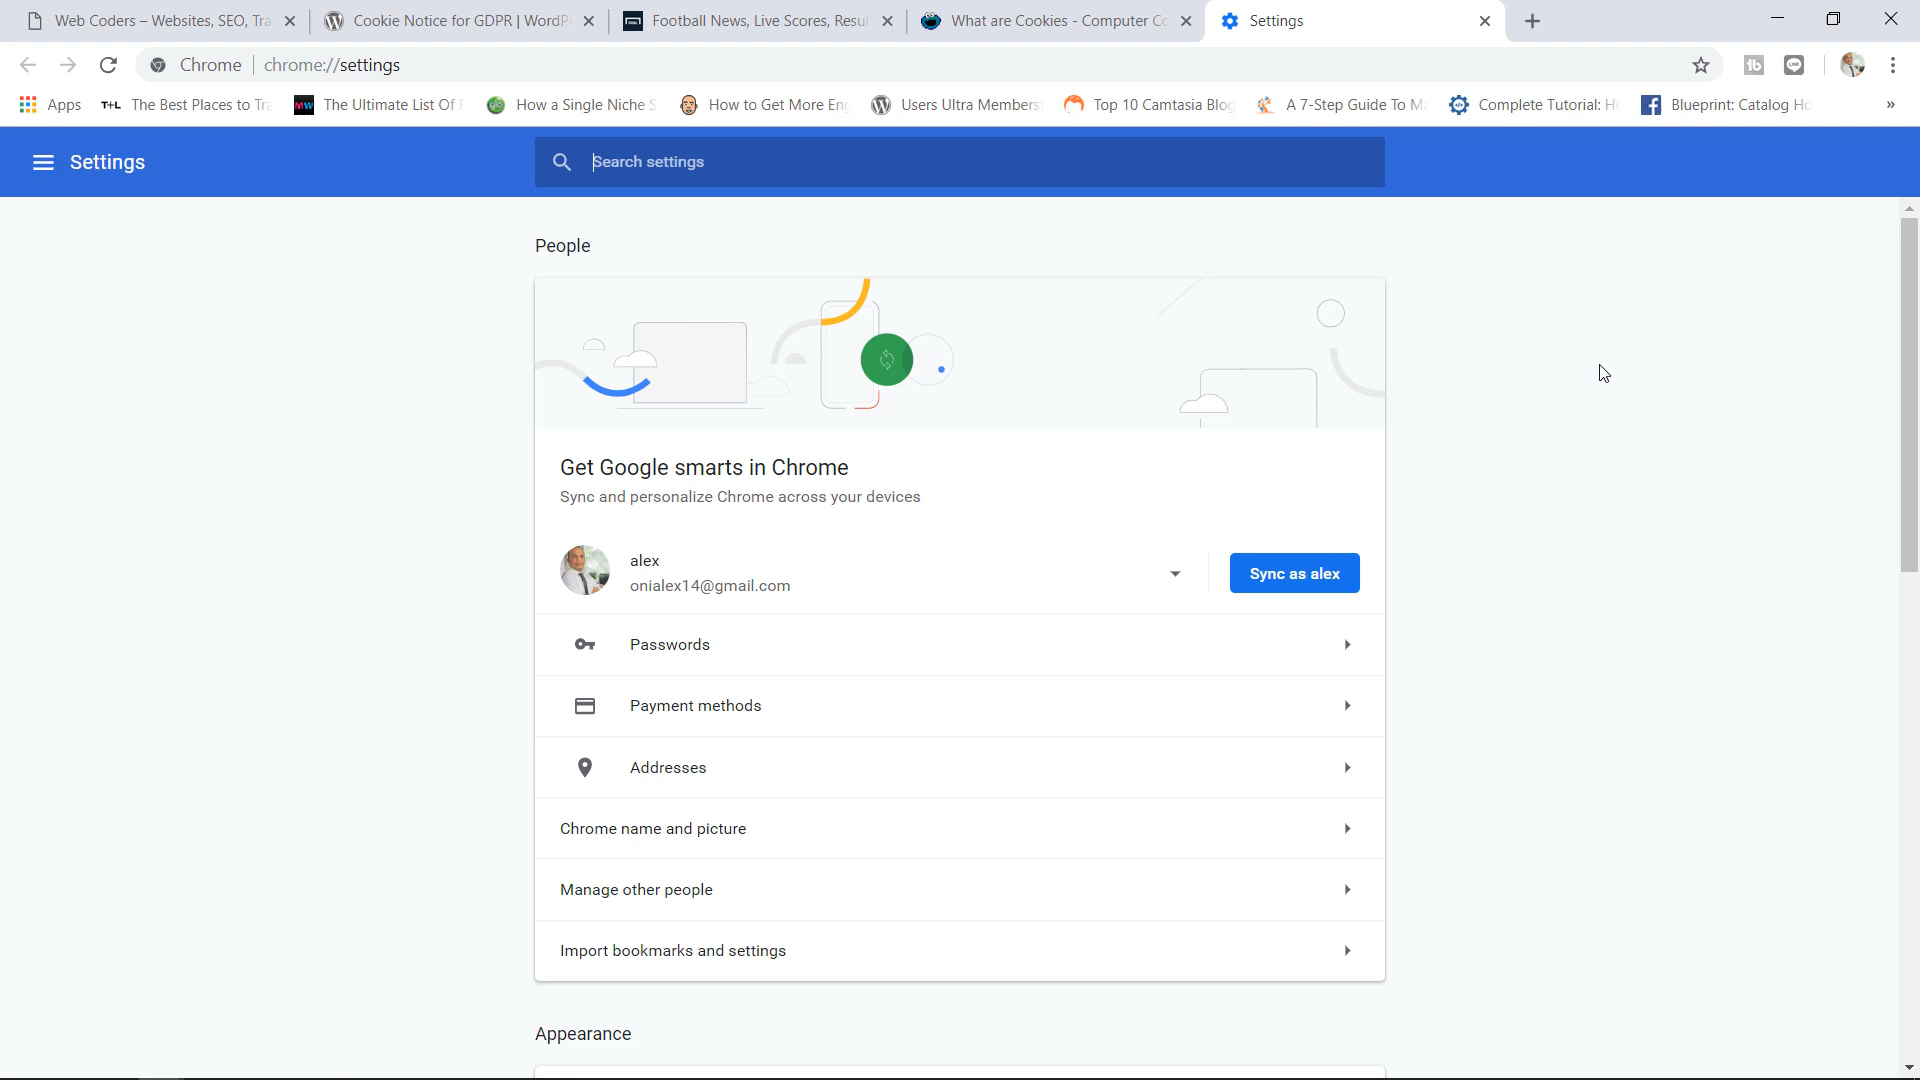 Web Coders – Websites, SEO, Tra
Cookie Notice for GDPR | WordP
Football News, Live Scores, Resul
What are Cookies - Computer Co
Settings
Chrome
chrome://settings
Apps
T+L The Best Places to Tra
MW The Ultimate List Of
How a Single Niche S
How to Get More Eng
Users Ultra Members
Top 10 Camtasia Blog
A 7-Step Guide To M
Complete Tutorial: H
Blueprint: Catalog Ho
»
Settings
Search settings
People
Get Google smarts in Chrome
Sync and personalize Chrome across your devices
alex
onialex14@gmail.com
Sync as alex
Passwords
Payment methods
Addresses
Chrome name and picture
Manage other people
Import bookmarks and settings
Appearance